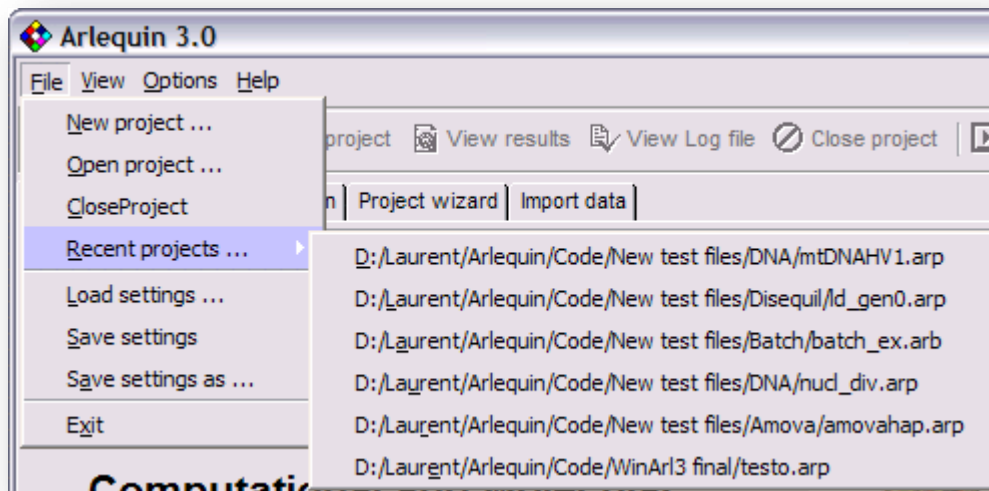 Arlequin 3.0
File View Options Help
New project ...
Open project ...
CloseProject
Recent projects ...
Load settings ...
Save settings
Save settings as ...
Exit
project View results View Log file Close project
n Project wizard Import data
D:/Laurent/Arlequin/Code/New test files/DNA/mtDNAHV1.arp
D:/Laurent/Arlequin/Code/New test files/Disequil/ld_gen0.arp
D:/Laurent/Arlequin/Code/New test files/Batch/batch_ex.arb
D:/Laurent/Arlequin/Code/New test files/DNA/nucl_div.arp
D:/Laurent/Arlequin/Code/New test files/Amova/amovahap.arp
D:/Laurent/Arlequin/Code/WinArl3 final/testo.arp